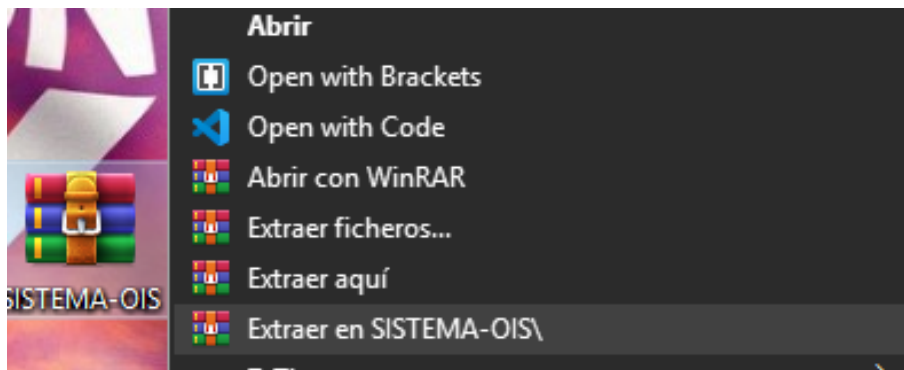 Abrir
Open with Brackets
Open with Code
Abrir con WinRAR
Extraer ficheros...
Extraer aquí
SISTEMA-OIS
Extraer en SISTEMA-OIS\